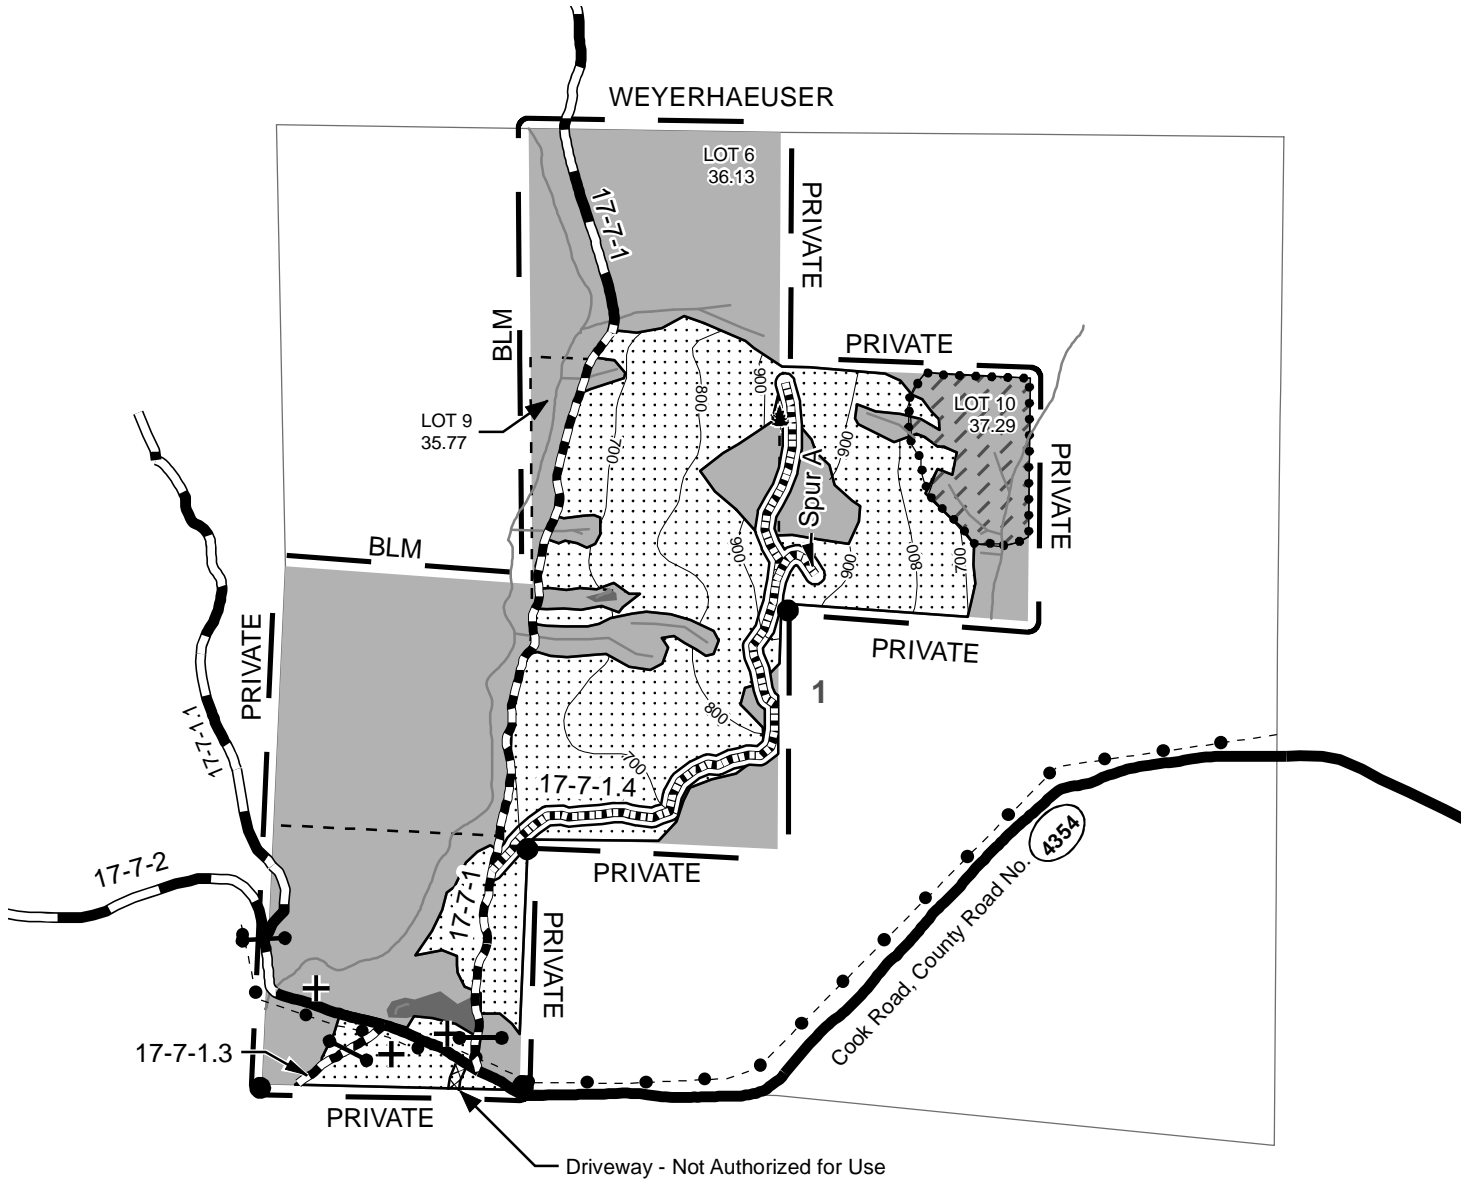 WEYERHAEUSER
LOT 6
36.13
17-7-1
PRIVATE
BLM
PRIVATE
LOT 9
35.77
700
800
900
900
LOT 10
37.29
PRIVATE
Spur A
BLM
900
900
800
700
PRIVATE
PRIVATE
17-7-1.1
1
800
700
17-7-1.4
17-7-2
PRIVATE
17-7-1
4354
Cook Road, County Road No.
PRIVATE
17-7-1.3
PRIVATE
Driveway - Not Authorized for Use